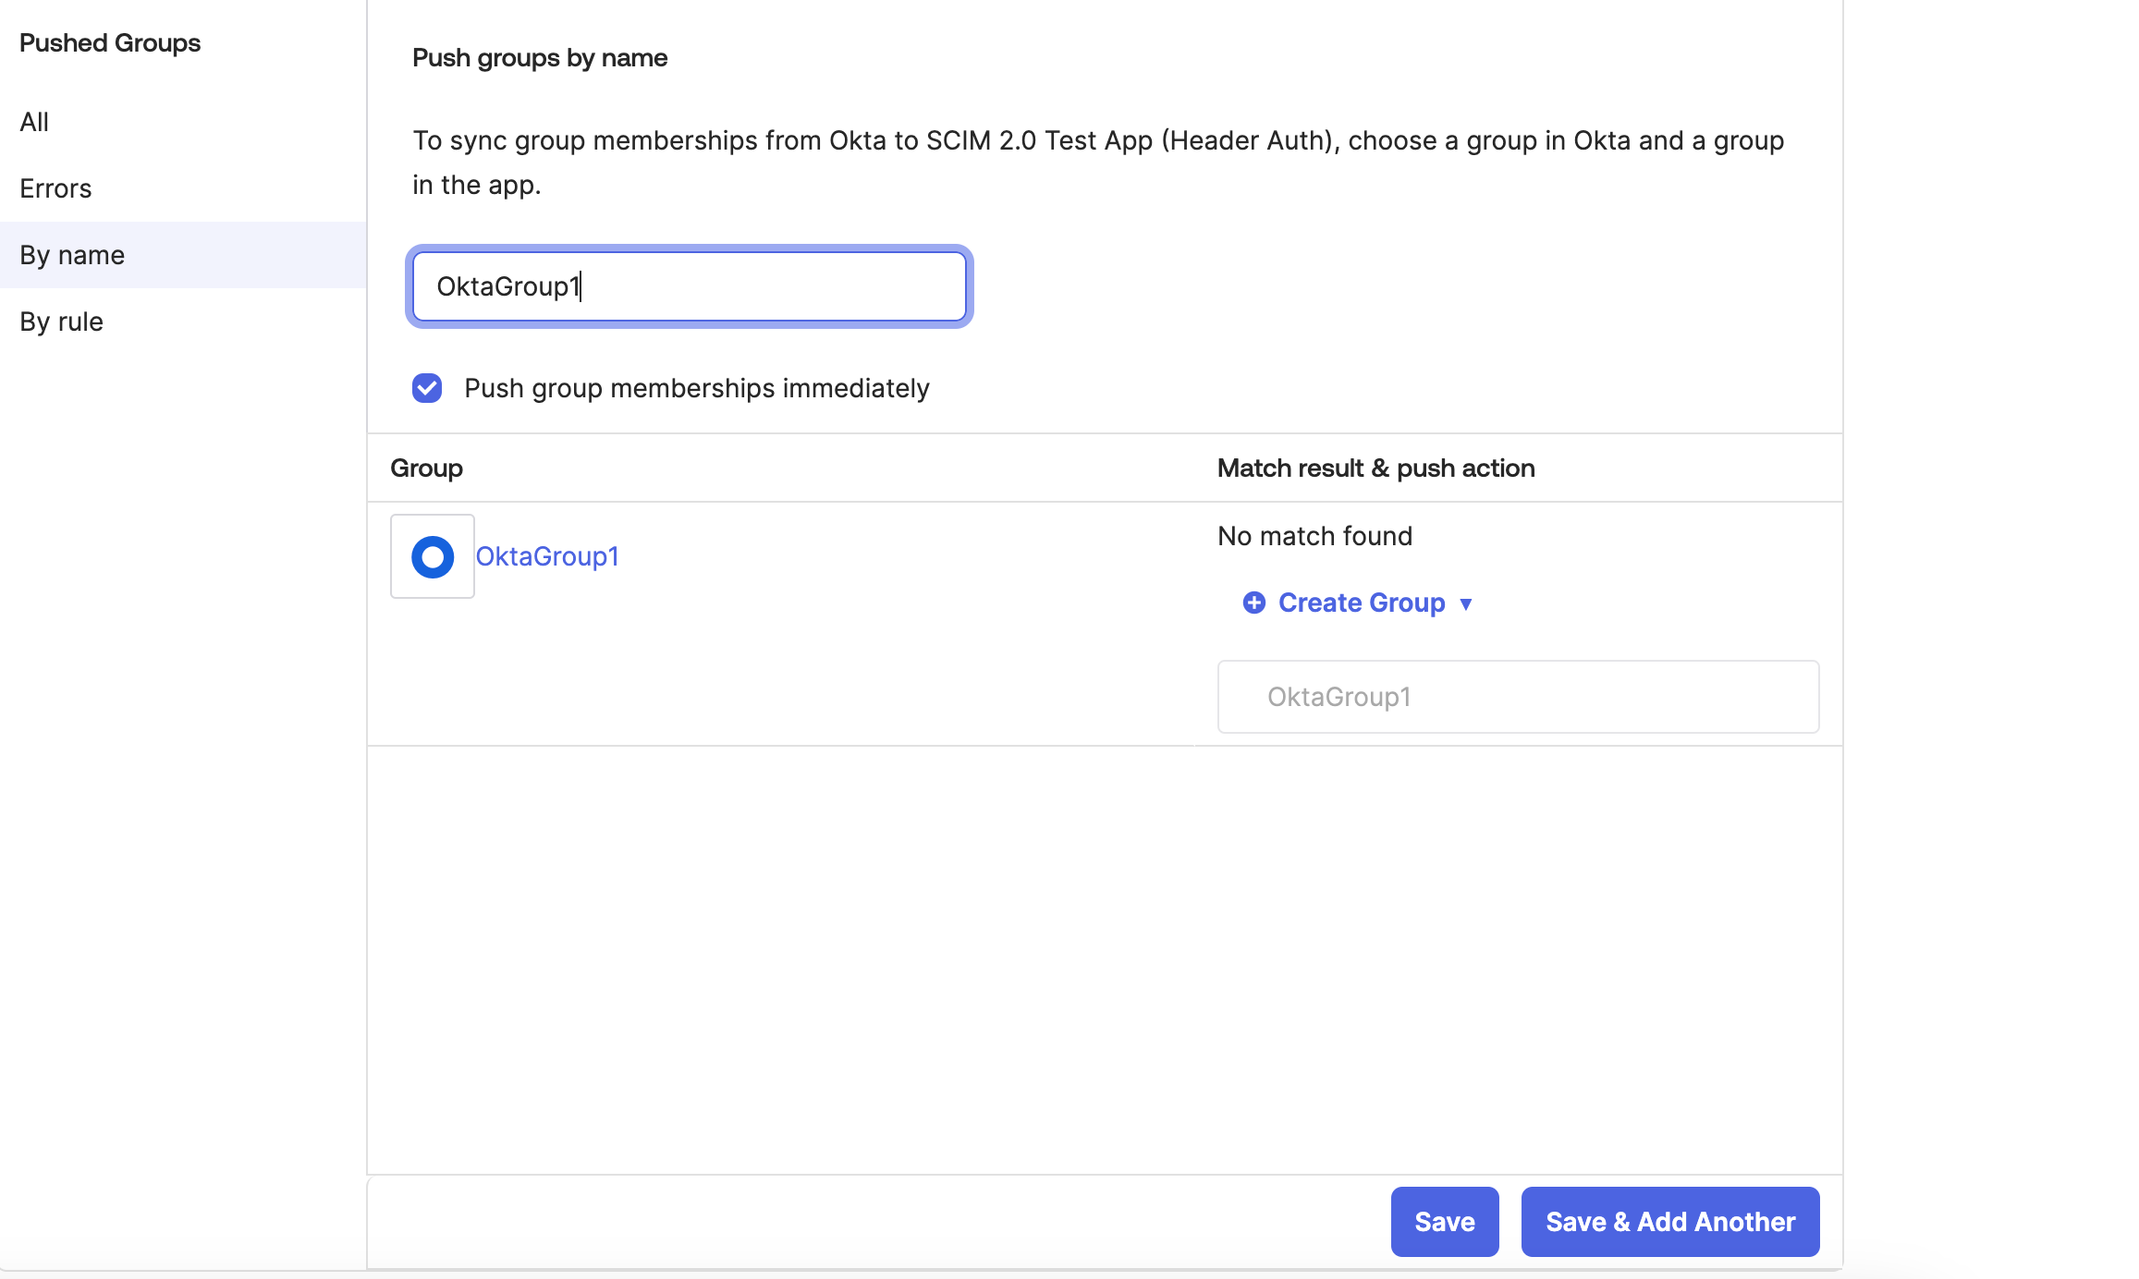 Pushed Groups
All
Errors
By name
By rule
Push groups by name
To sync group memberships from Okta to SCIM 2.0 Test App (Header Auth), choose a group in Okta and a group
in the app.
OktaGroup1
Push group memberships immediately
Group
Match result & push action
OktaGroup1
No match found
Create Group
OktaGroup1
Save
Save & Add Another